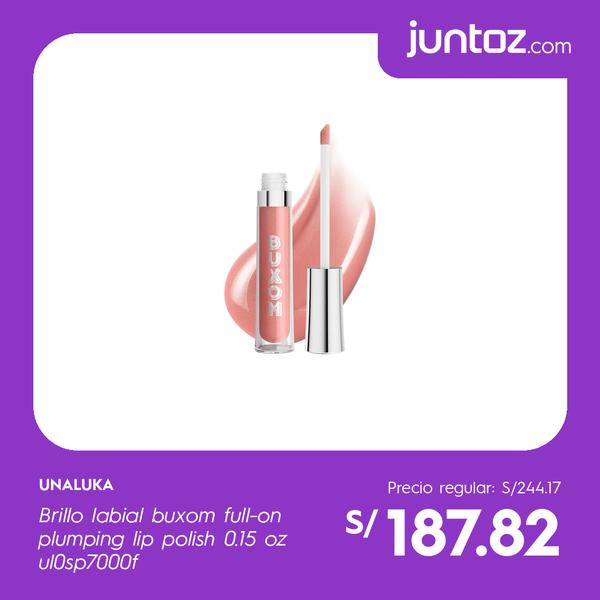 juntoz.com
BUXOM
UNALUKA
Precio regular: S/244.17
Brillo labial buxom full-on
plumping lip polish 0.15 oz
ul0sp7000f
S/187.82